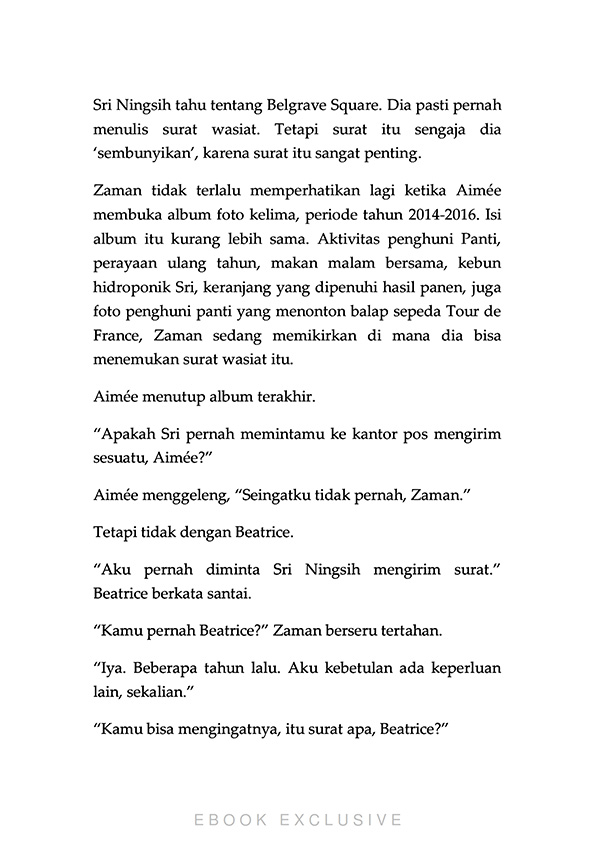 Sri Ningsih tahu tentang Belgrave Square. Dia pasti pernah
menulis surat wasiat. Tetapi surat itu sengaja dia
‘sembunyikan’, karena surat itu sangat penting.
Zaman tidak terlalu memperhatikan lagi ketika Aimée
membuka album foto kelima, periode tahun 2014-2016. Isi
album itu kurang lebih sama. Aktivitas penghuni Panti,
perayaan ulang tahun, makan malam bersama, kebun
hidroponik Sri, keranjang yang dipenuhi hasil panen, juga
foto penghuni panti yang menonton balap sepeda Tour de
France, Zaman sedang memikirkan di mana dia bisa
menemukan surat wasiat itu.
Aimée menutup album terakhir.
“Apakah Sri pernah memintamu ke kantor pos mengirim
sesuatu, Aimée?”
Aimée menggeleng, “Seingatku tidak pernah, Zaman.”
Tetapi tidak dengan Beatrice.
“Aku pernah diminta Sri Ningsih mengirim surat.”
Beatrice berkata santai.
“Kamu pernah Beatrice?” Zaman berseru tertahan.
“Iya. Beberapa tahun lalu. Aku kebetulan ada keperluan
lain, sekalian.”
“Kamu bisa mengingatnya, itu surat apa, Beatrice?”
EBOOK EXCLUSIVE